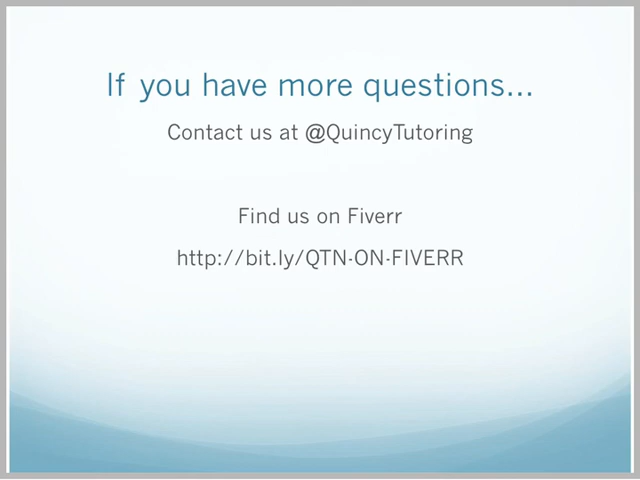 If you have more questions...
Contact us at @QuincyTutoring
Find us on Fiverr
http://bit.ly/QTN-ON-FIVERR